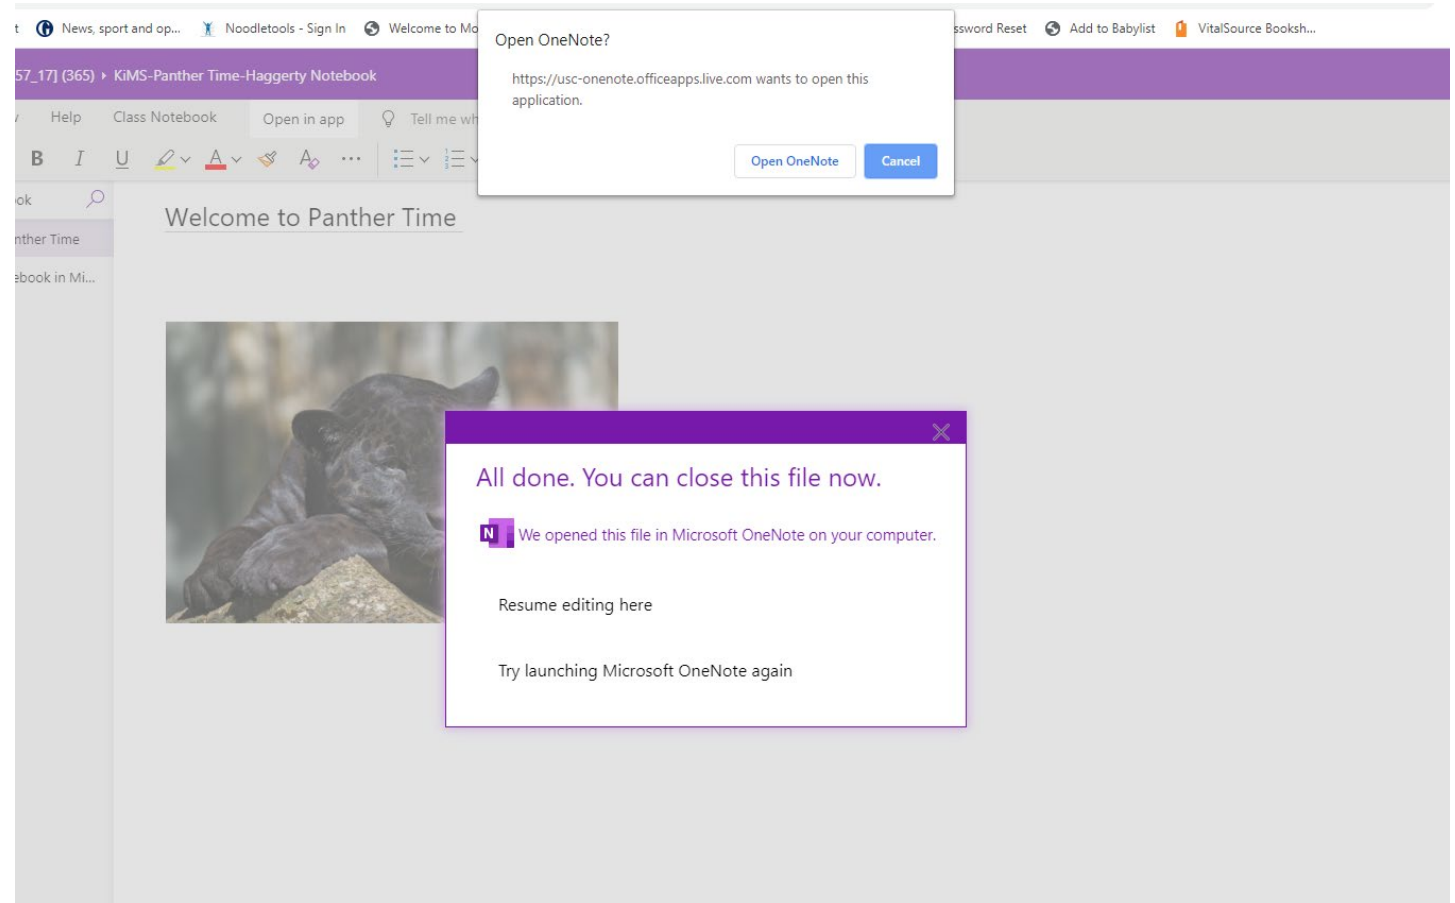 t News, sport and op... Noodletools - Sign In Welcome to Mo ssword Reset Add to Babylist VitalSource Booksh...
Open OneNote?
https://usc-onenote.officeapps.live.com wants to open this
application.
Open OneNote Cancel
57_17] (365) ▸ KiMS-Panther Time-Haggerty Notebook
Help Class Notebook Open in app Tell me wh
B I U A A ...
ok
nther Time
ebook in Mi...
Welcome to Panther Time
All done. You can close this file now.
N We opened this file in Microsoft OneNote on your computer.
Resume editing here
Try launching Microsoft OneNote again